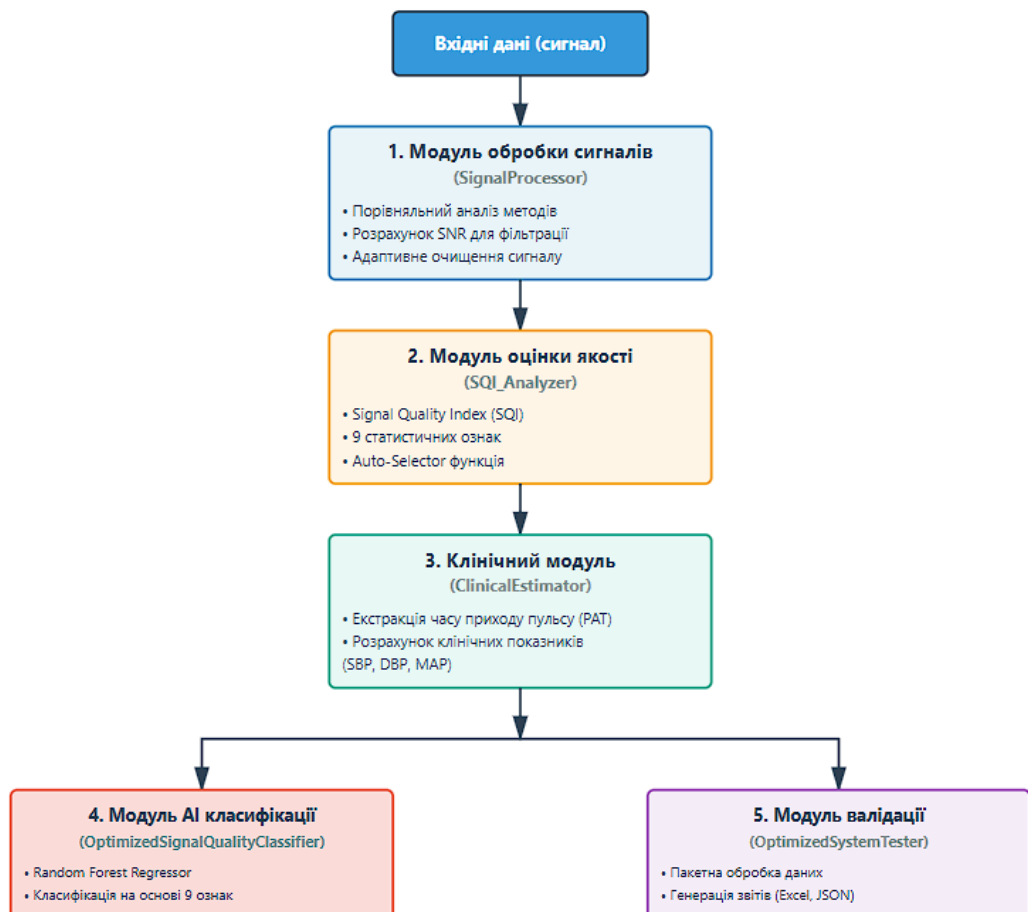 Вхідні дані (сигнал)
1. Модуль обробки сигналів
(SignalProcessor)
• Порівняльний аналіз методів
• Розрахунок SNR для фільтрації
• Адаптивне очищення сигналу
2. Модуль оцінки якості
(SQI_Analyzer)
• Signal Quality Index (SQI)
• 9 статистичних ознак
• Auto-Selector функція
3. Клінічний модуль
(ClinicalEstimator)
• Екстракція часу приходу пульсу (PAT)
• Розрахунок клінічних показників
(SBP, DBP, MAP)
4. Модуль AI класифікації
(OptimizedSignalQualityClassifier)
• Random Forest Regressor
• Класифікація на основі 9 ознак
5. Модуль валідації
(OptimizedSystemTester)
• Пакетна обробка даних
• Генерація звітів (Excel, JSON)